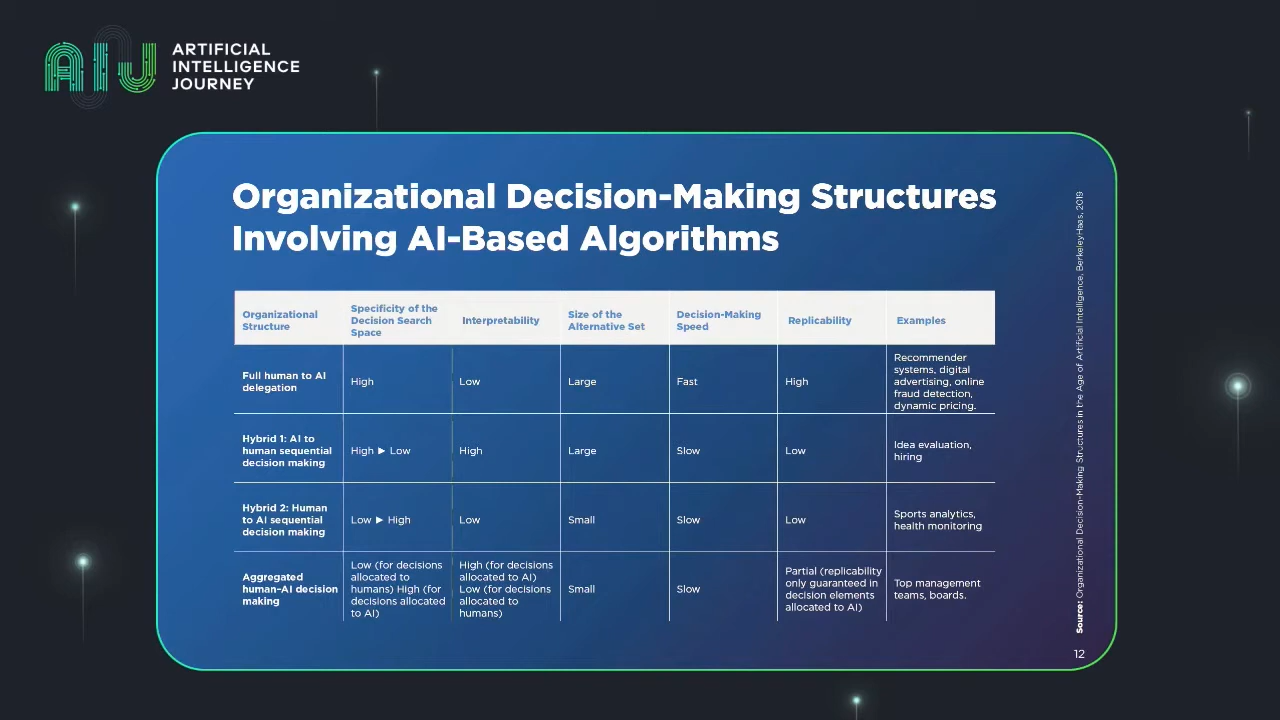 ARTIFICIAL
INTELLIGENCE
JOURNEY
Organizational Decision-Making Structures
Involving AI-Based Algorithms
Organizational
Structure
Specificity of the
Decision Search
Space
Interpretability
Size of the
Alternative Set
Decision-Making
Speed
Replicability
Examples
Full human to AI
delegation
High
Low
Large
Fast
High
Recommender
systems, digital
advertising, online
fraud detection,
dynamic pricing.
Hybrid 1: AI to
human sequential
decision making
High ▶ Low
High
Large
Slow
Low
Idea evaluation,
hiring
Hybrid 2: Human
to AI sequential
decision making
Low ▶ High
Low
Small
Slow
Low
Sports analytics,
health monitoring
Aggregated
human–AI decision
making
Low (for decisions
allocated to
humans) High (for
decisions allocated
to AI)
High (for decisions
allocated to AI)
Low (for decisions
allocated to
humans)
Small
Slow
Partial (replicability
only guaranteed in
decision elements
allocated to AI)
Top management
teams, boards.
Source: Organizational Decision-Making Structures in the Age of Artificial Intelligence, BerkeleyHaas, 2019
12